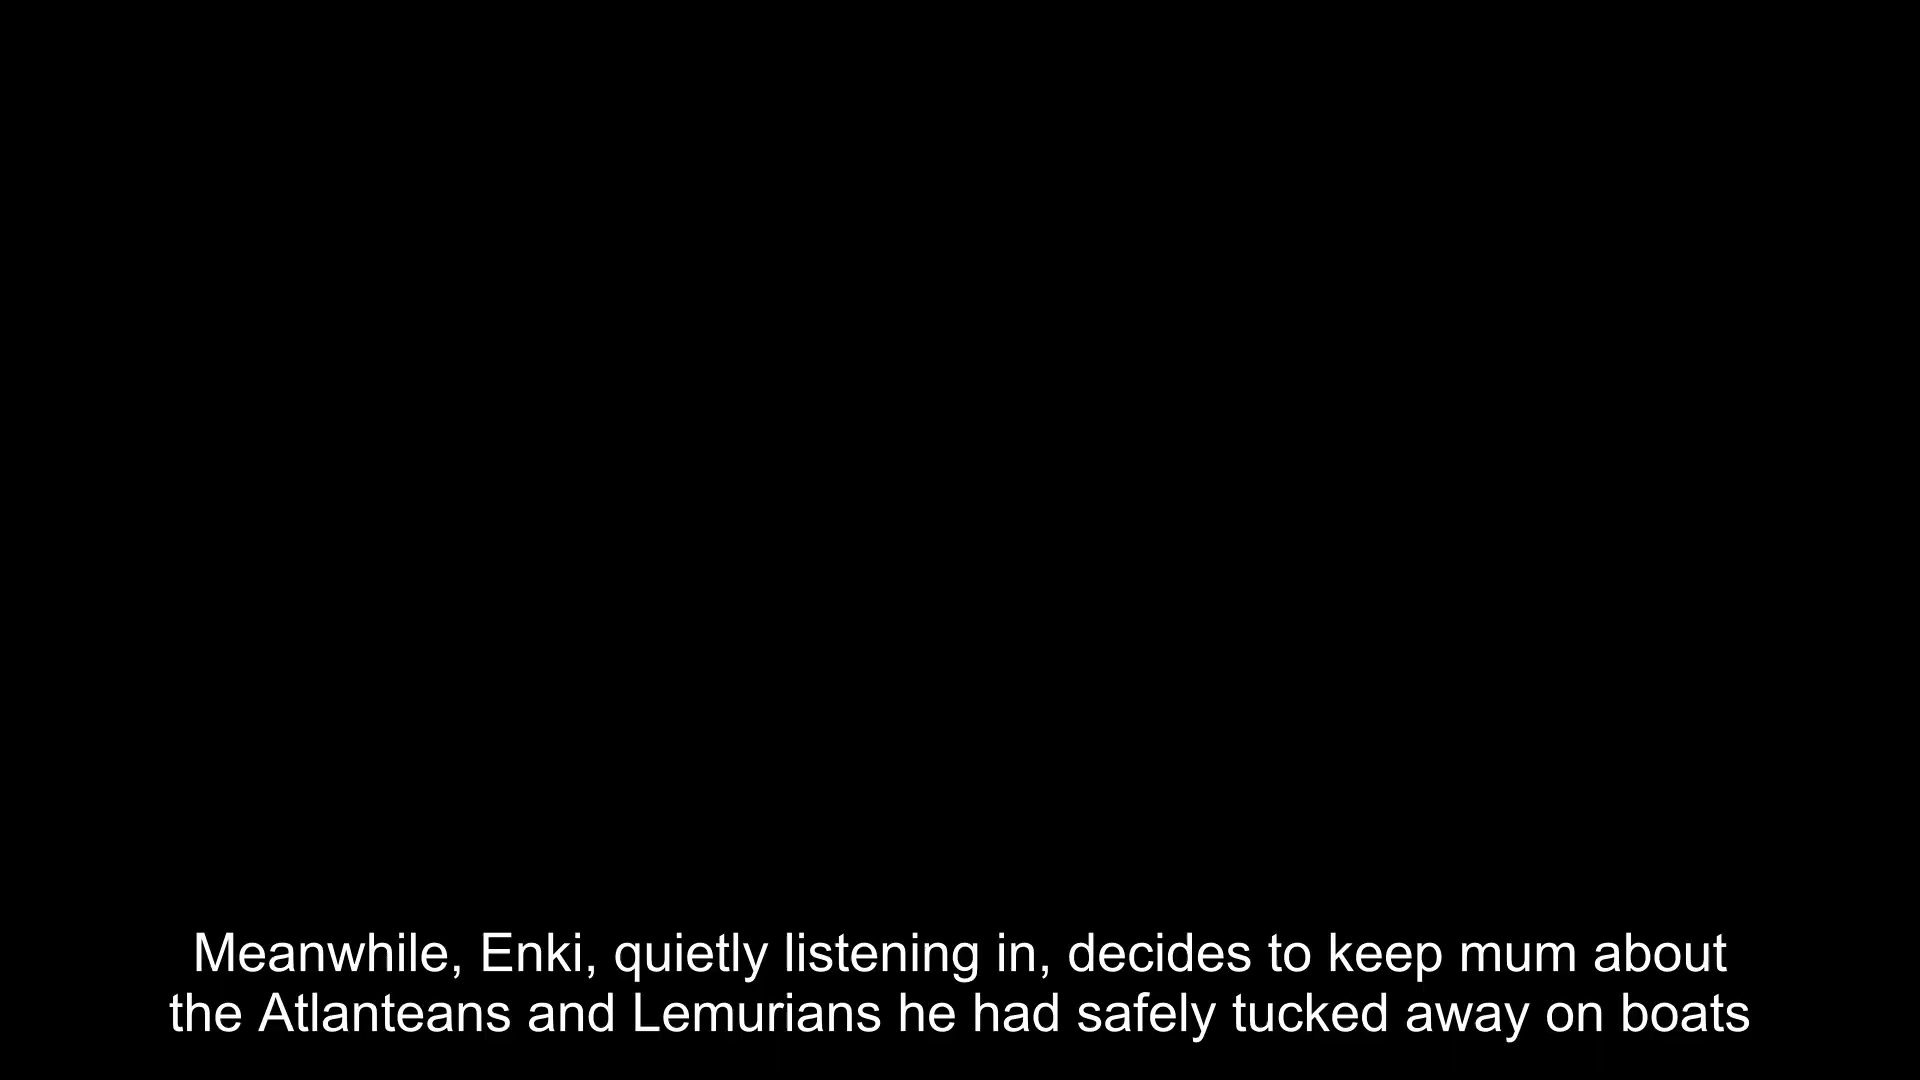 Meanwhile, Enki, quietly listening in, decides to keep mum about
the Atlanteans and Lemurians he had safely tucked away on boats